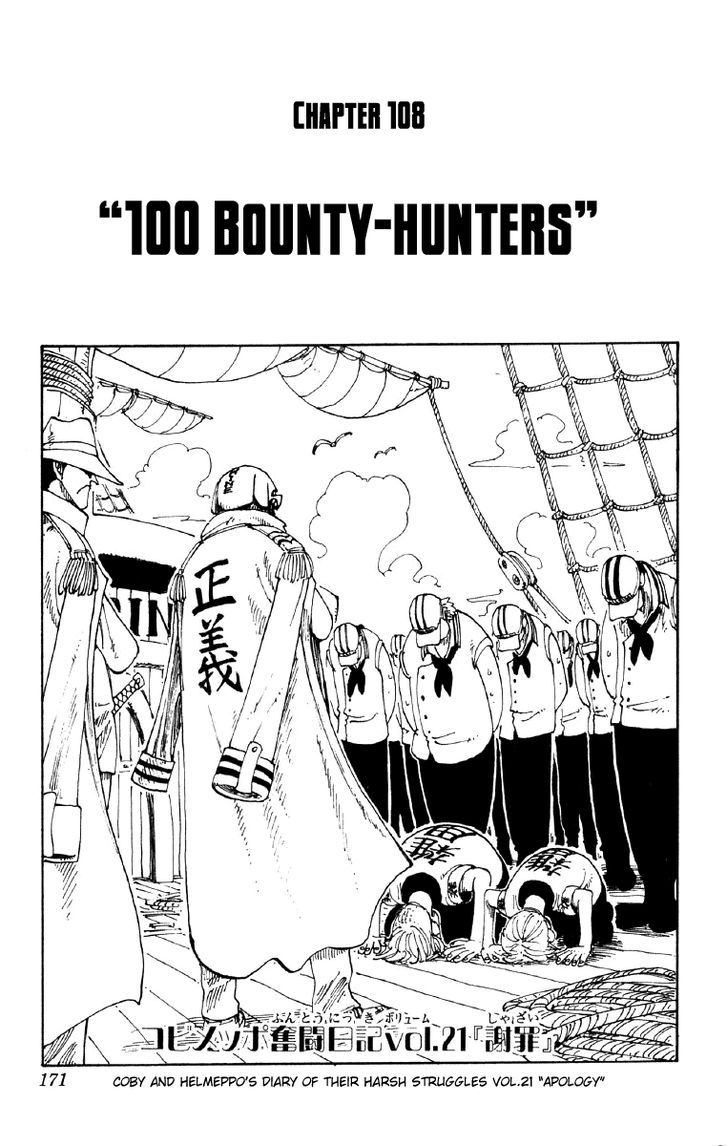 CHAPTER 108
“100 BOUNTY-HUNTERS”
正義
コビメッポ奮闘日記vol.21『謝罪』
ふんとうにっきボリューム
しゃざい
171
COBY AND HELMEPPO'S DIARY OF THEIR HARSH STRUGGLES VOL.21 "APOLOGY"